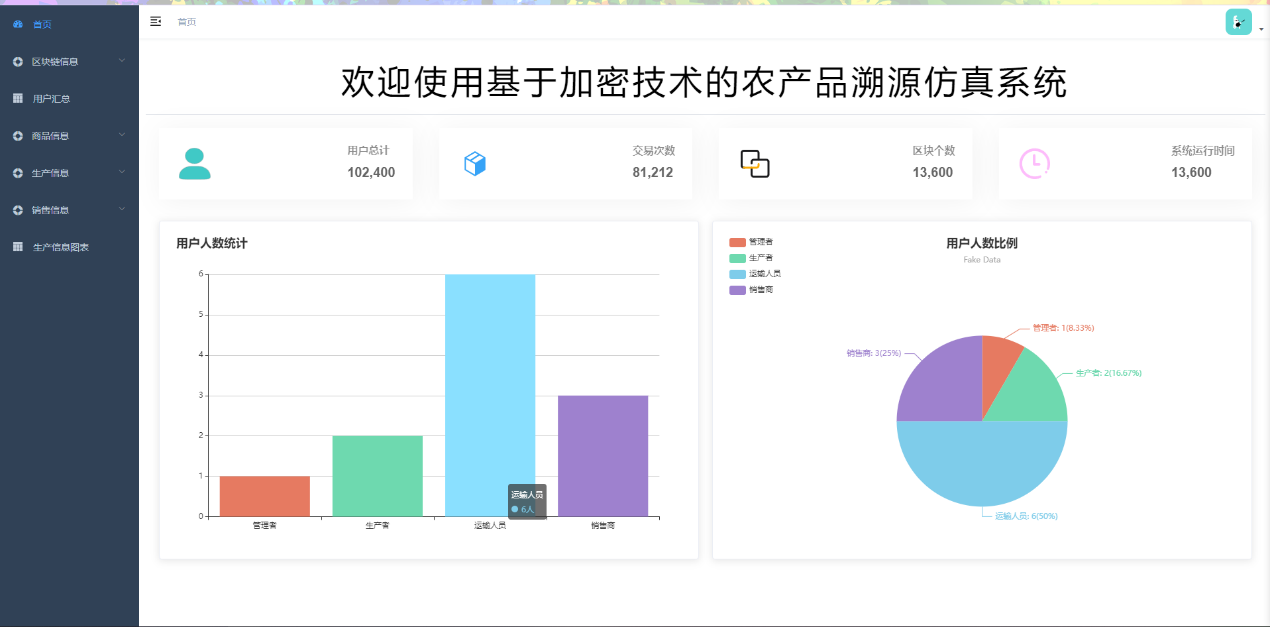 首页
区块链信息
用户汇总
商品信息
生产信息
销售信息
生产信息图表
首页
欢迎使用基于加密技术的农产品溯源仿真系统
用户总计
102,400
交易次数
81,212
区块个数
13,600
系统运行时间
13,600
用户人数统计
6
5
4
3
2
1
0
管理者
生产者
运输人员
销售商
运输人员
6人
管理者
生产者
运输人员
销售商
用户人数比例
Fake Data
管理者: 1(8.33%)
销售商: 3(25%)
生产者: 2(16.67%)
运输人员: 6(50%)